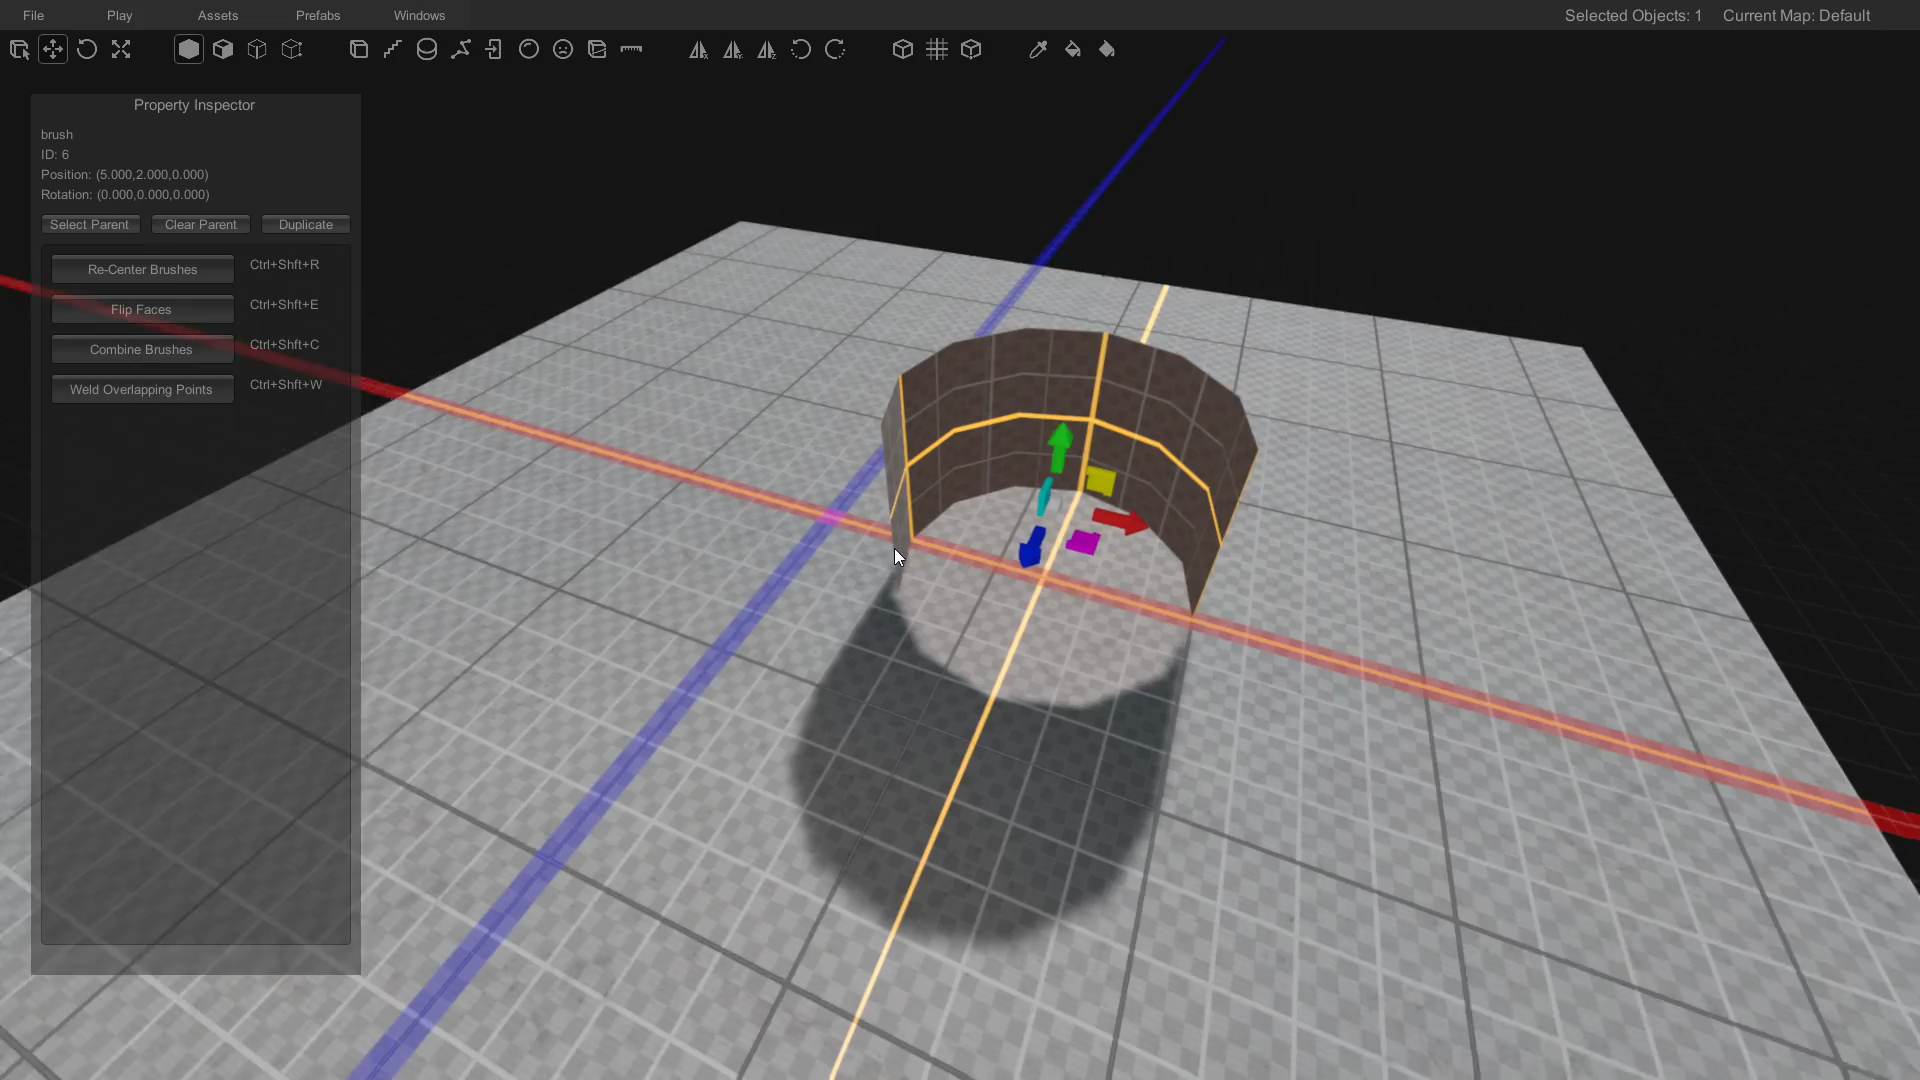 File Play Assets Prefabs Windows Selected Objects: 1 Current Map: Default
Property Inspector
brush
ID: 6
Position: (5.000,2.000,0.000)
Rotation: (0.000,0.000,0.000)
Select Parent Clear Parent Duplicate
Re-Center Brushes Ctrl+Shft+R
Flip Faces Ctrl+Shft+E
Combine Brushes Ctrl+Shft+C
Weld Overlapping Points Ctrl+Shft+W